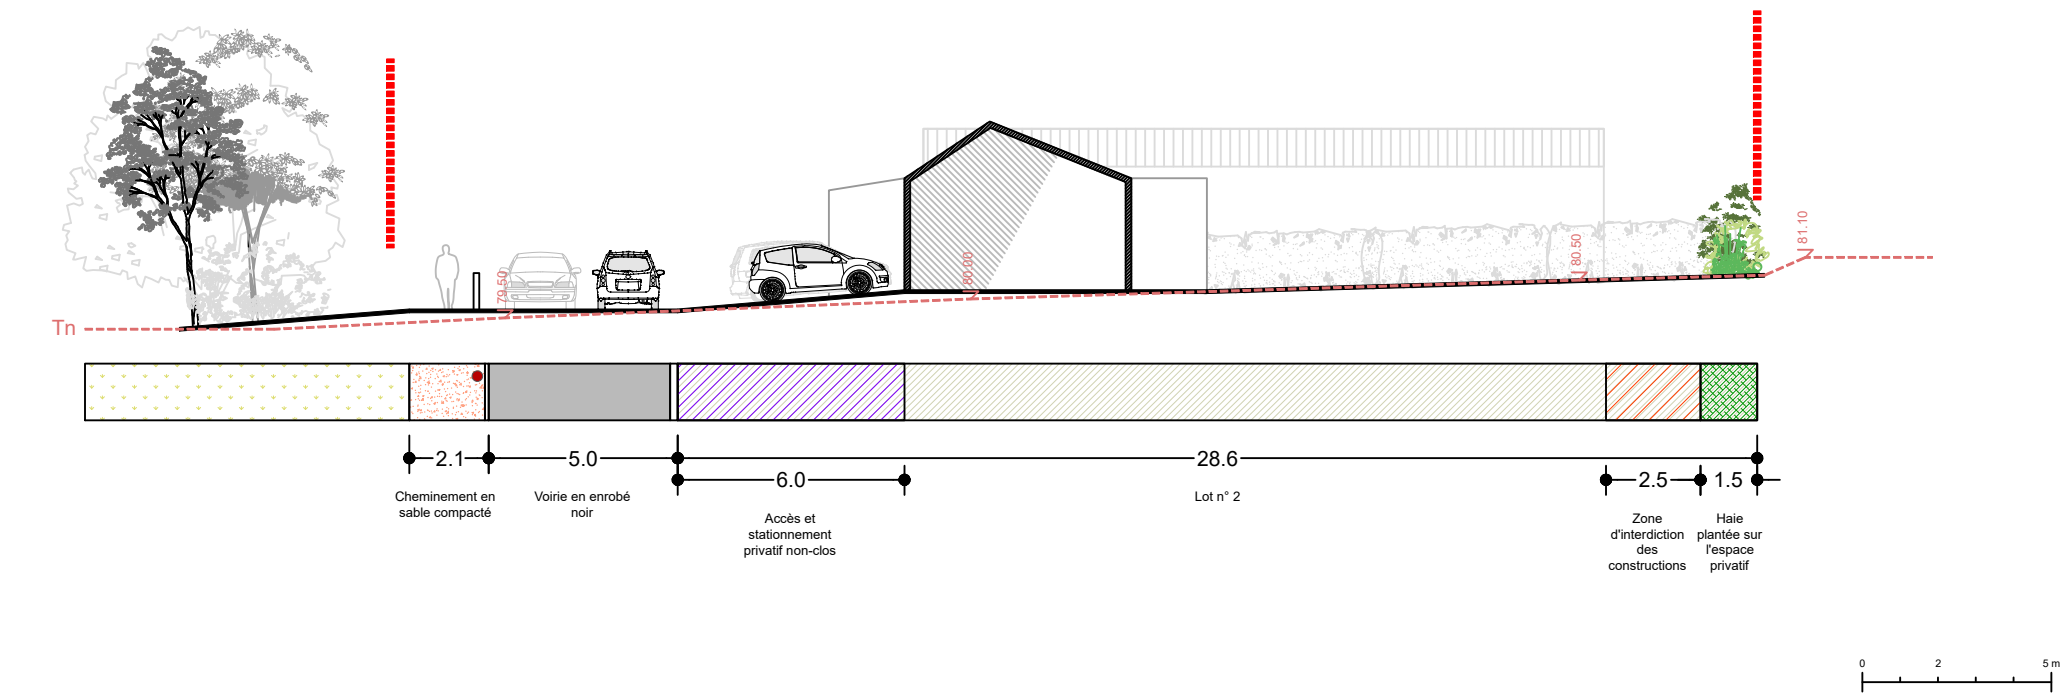 81.10
80.50
80.00
79.50
Tn
2.1
5.0
28.6
6.0
2.5
1.5
Cheminement en
sable compacté
Voirie en enrobé
noir
Lot n° 2
Accès et
stationnement
privatif non-clos
Zone
d'interdiction
des
constructions
Haie
plantée sur
l'espace
privatif
0 2 5 m